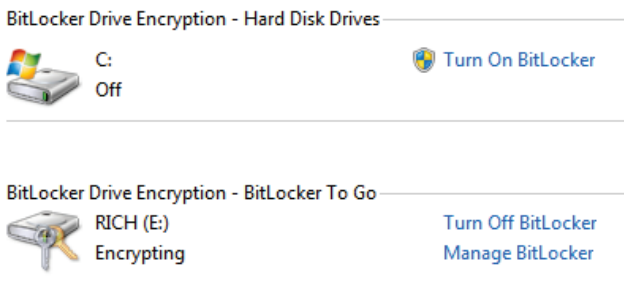 BitLocker Drive Encryption - Hard Disk Drives
C:
Off
Turn On BitLocker
BitLocker Drive Encryption - BitLocker To Go
RICH (E:)
Encrypting
Turn Off BitLocker
Manage BitLocker